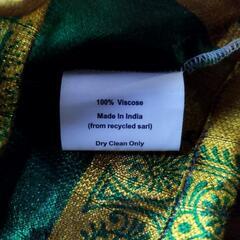 100% Viscose
Made In India
(from recycled sari)
Dry Clean Only